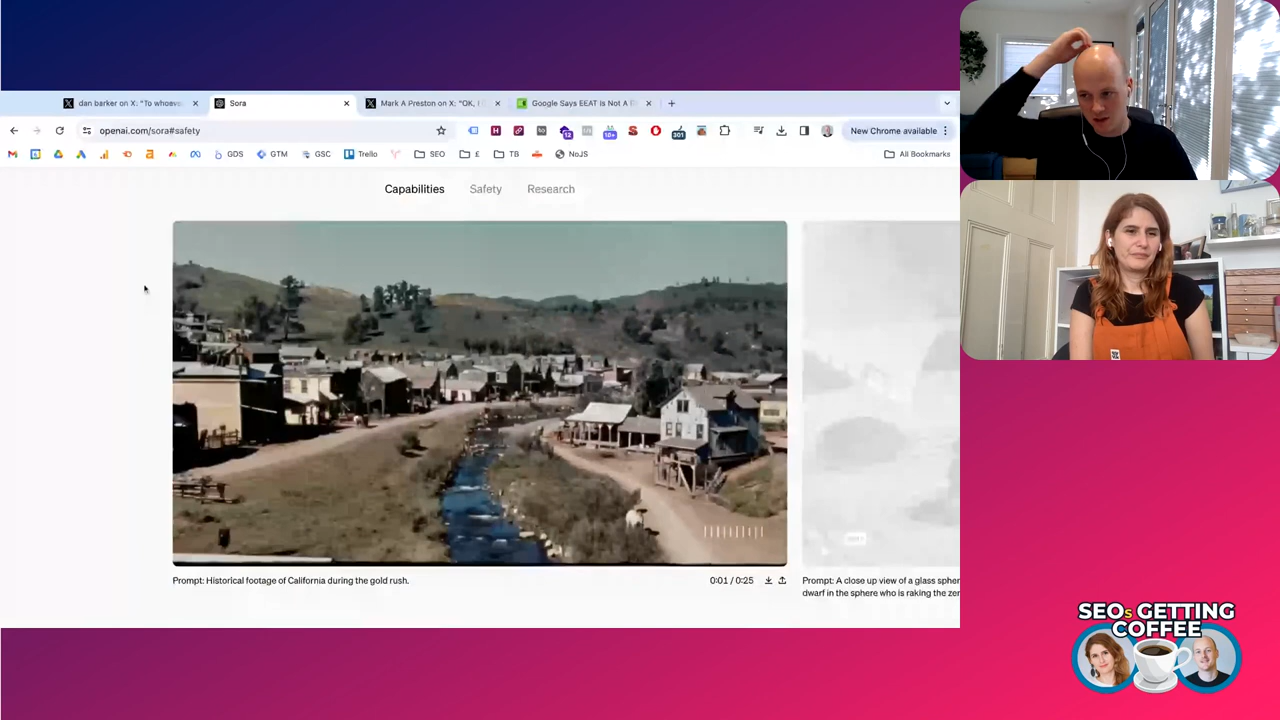 dan barker on X: "To whoeve
Sora
Mark A Preston on X: "OK, I
Google Says EEAT is Not A R
openai.com/sora#safety
New Chrome available
GDS
GTM
GSC
Trello
SEO
£
TB
NoJS
All Bookmarks
Capabilities Safety Research
Prompt: Historical footage of California during the gold rush.
0:01 / 0:25
Prompt: A close up view of a glass spher
dwarf in the sphere who is raking the zen
SEOs GETTING
COFFEE